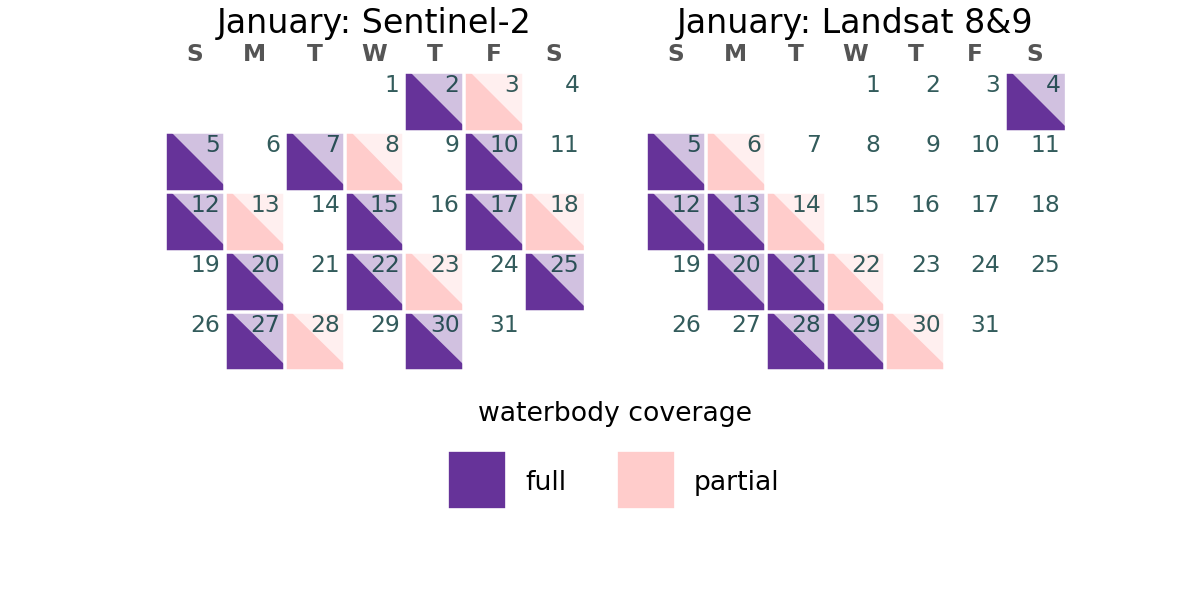 January: Sentinel-2
S M T W T F S
1 2 3 4
5 6 7 8 9 10 11
12 13 14 15 16 17 18
19 20 21 22 23 24 25
26 27 28 29 30 31
January: Landsat 8&9
S M T W T F S
1 2 3 4
5 6 7 8 9 10 11
12 13 14 15 16 17 18
19 20 21 22 23 24 25
26 27 28 29 30 31
waterbody coverage
full partial